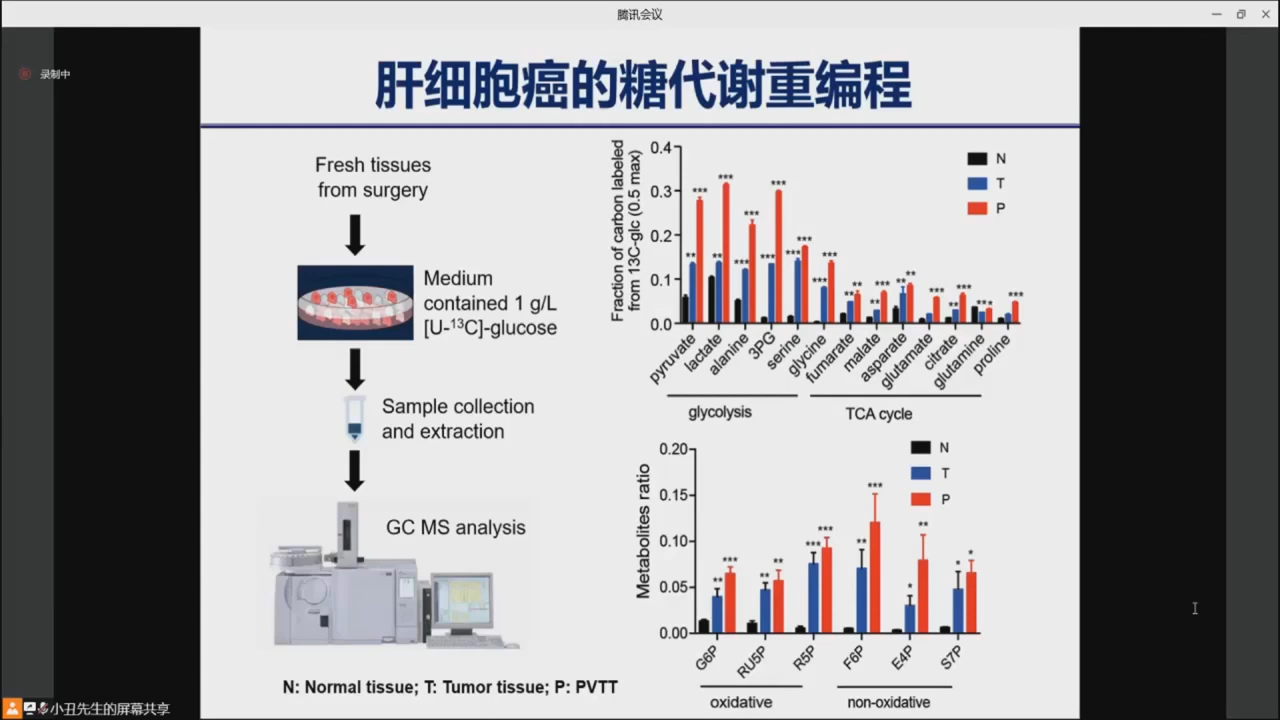 腾讯会议
录制中
肝细胞癌的糖代谢重编程
Fresh tissues
from surgery
Medium
contained 1 g/L
[U-¹³C]-glucose
Sample collection
and extraction
GC MS analysis
N: Normal tissue; T: Tumor tissue; P: PVTT
Fraction of carbon labeled
from 13C-glc (0.5 max)
0.4
0.3
0.2
0.1
0.0
N
T
P
** *** ** *** *** *** *** *** *** *** ** *** ** ** ** *** ** ** *** ** *** ** * ***
pyruvate
lactate
alanine
3PG
serine
glycine
fumarate
malate
asparate
glutamate
citrate
glutamine
proline
glycolysis
TCA cycle
Metabolites ratio
0.20
0.15
0.10
0.05
0.00
N
T
P
** *** ** ** *** *** ** *** * ** * *
G6P
RU5P
R5P
F6P
E4P
S7P
oxidative
non-oxidative
小丑先生的屏幕共享